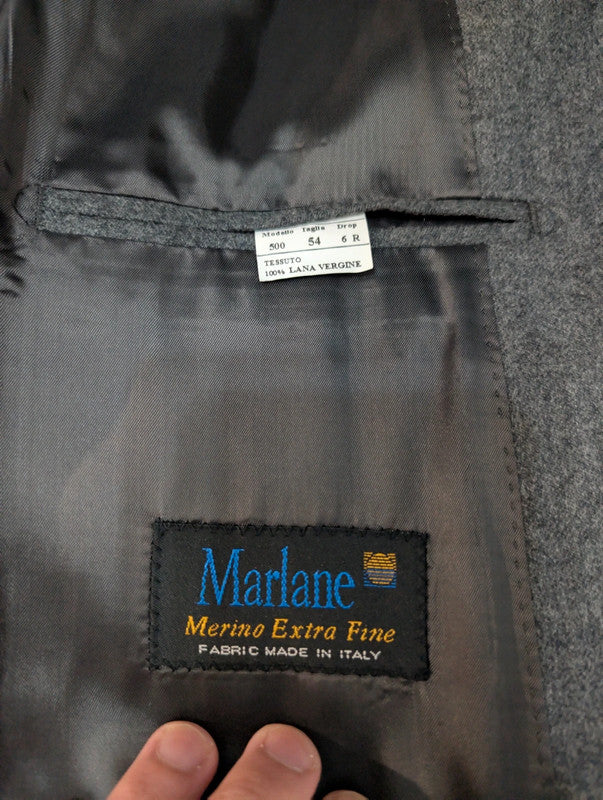 Modello Taglia Drop
500 54 6 R
TESSUTO
100% LANA VERGINE
Marlane
Merino Extra Fine
FABRIC MADE IN ITALY